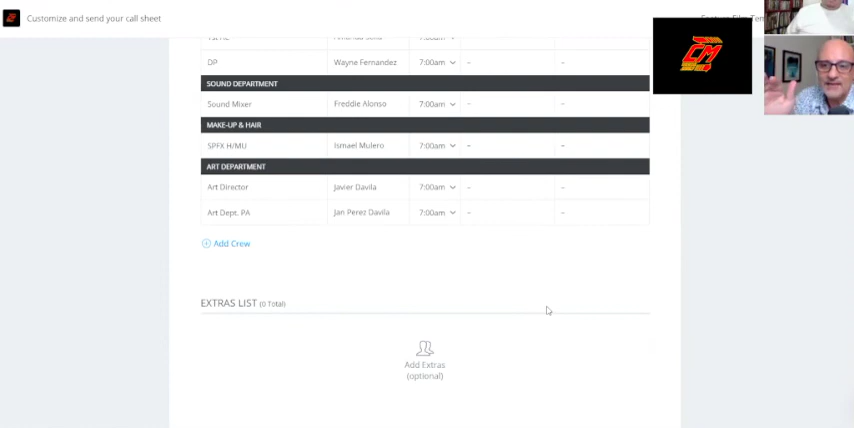 Customize and send your call sheet
DP Wayne Fernandez 7:00am - -
SOUND DEPARTMENT
Sound Mixer Freddie Alonso 7:00am - -
MAKE-UP & HAIR
SPFX H/MU Ismael Mulero 7:00am - -
ART DEPARTMENT
Art Director Javier Davila 7:00am - -
Art Dept. PA Jan Perez Davila 7:00am - -
Add Crew
EXTRAS LIST (0 Total)
Add Extras
(optional)
CM